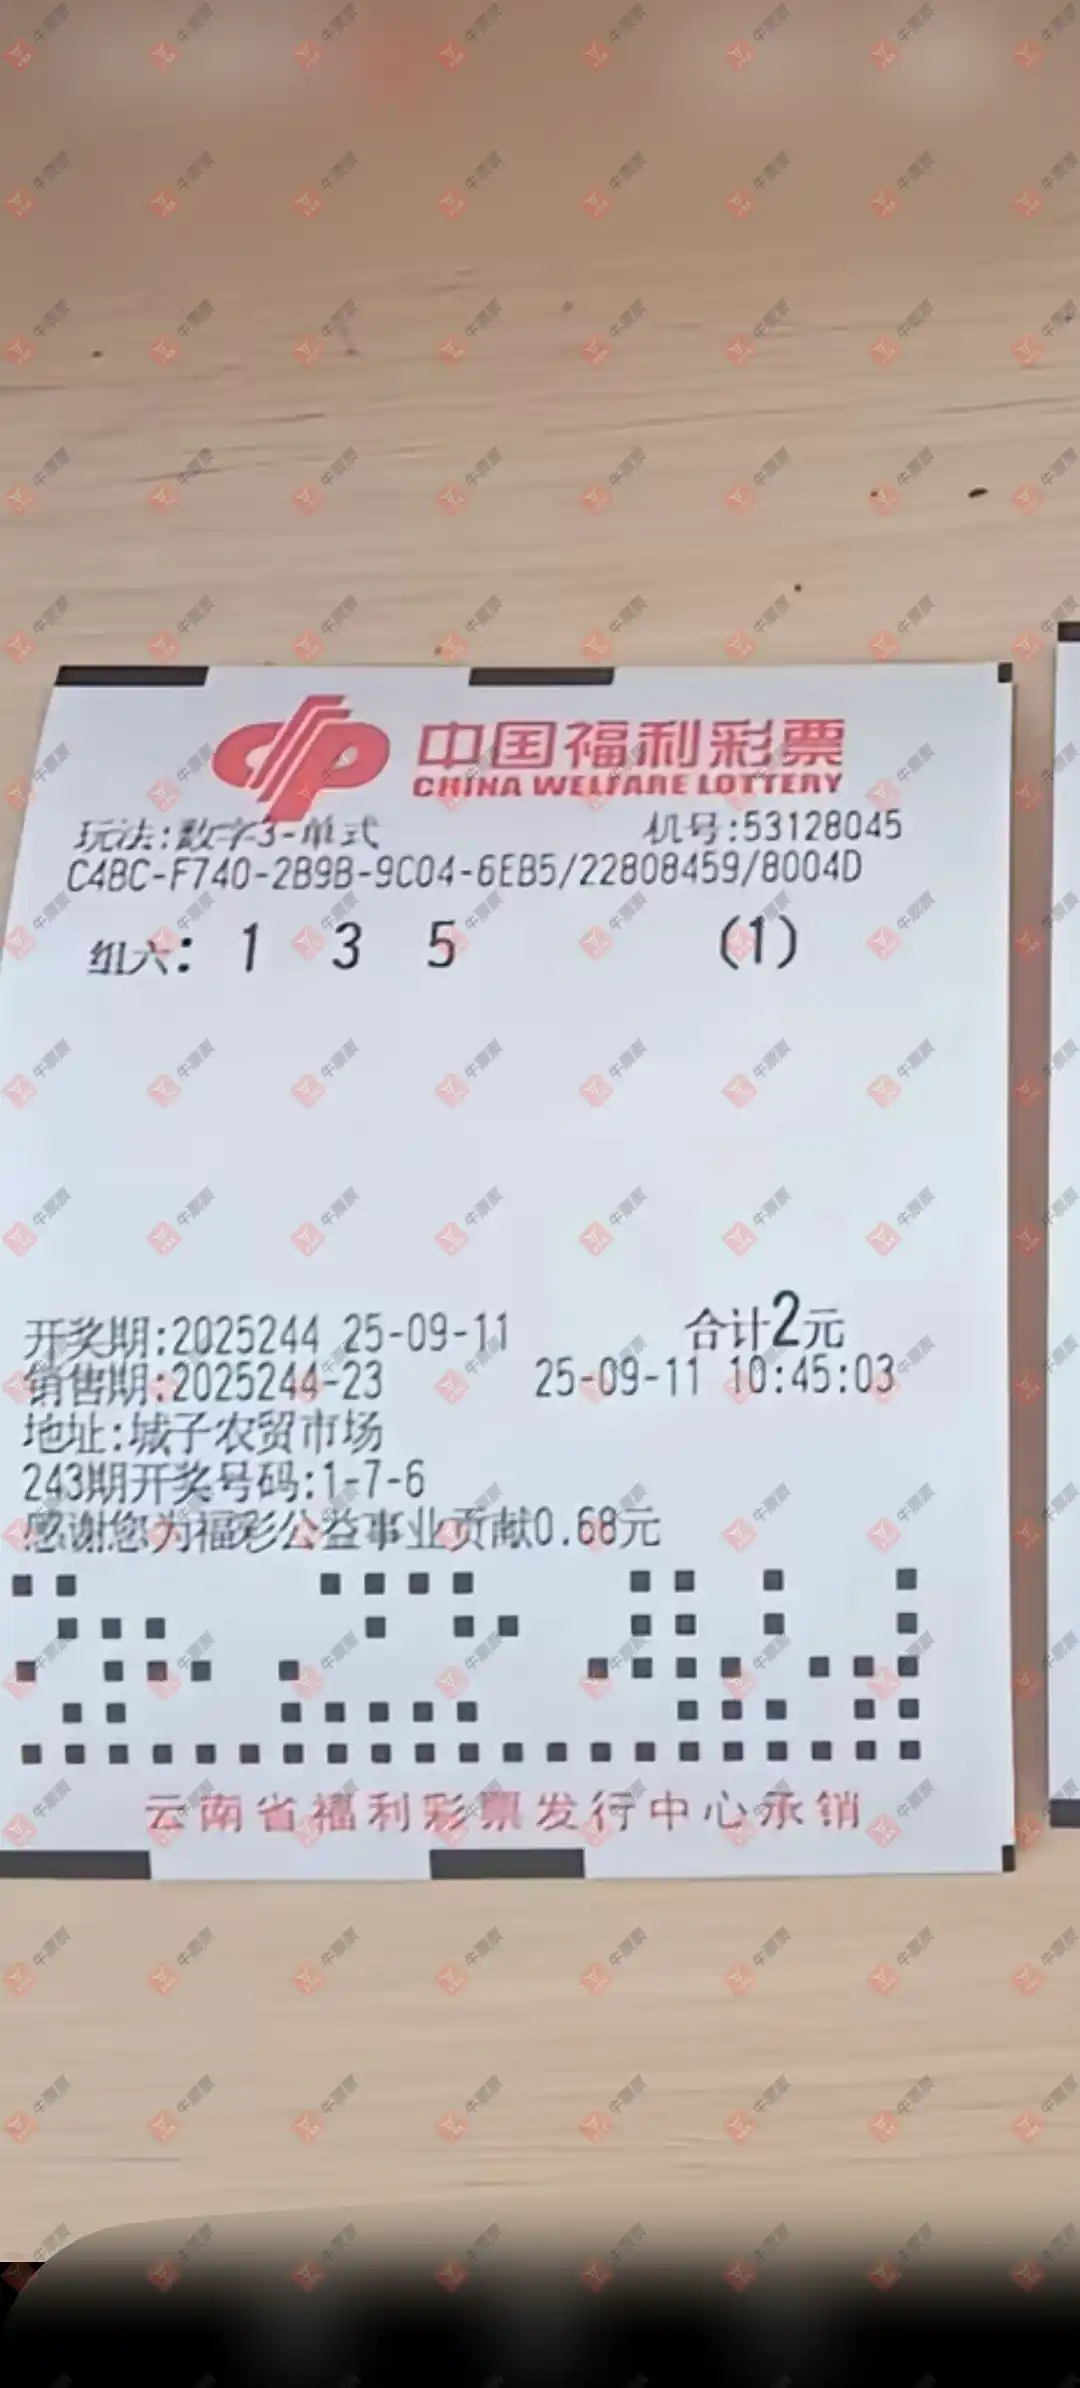 中国福利彩票
CHINA WELFARE LOTTERY
玩法:数字3-单式 机号:53128045
C4BC-F740-2B9B-9C04-6EB5/22808459/8004D
组六: 1 3 5 (1)
开奖期:2025244 25-09-11 合计2元
销售期:2025244-23 25-09-11 10:45:03
地址:城子农贸市场
243期开奖号码:1-7-6
感谢您为福彩公益事业贡献0.68元
云南省福利彩票发行中心承销